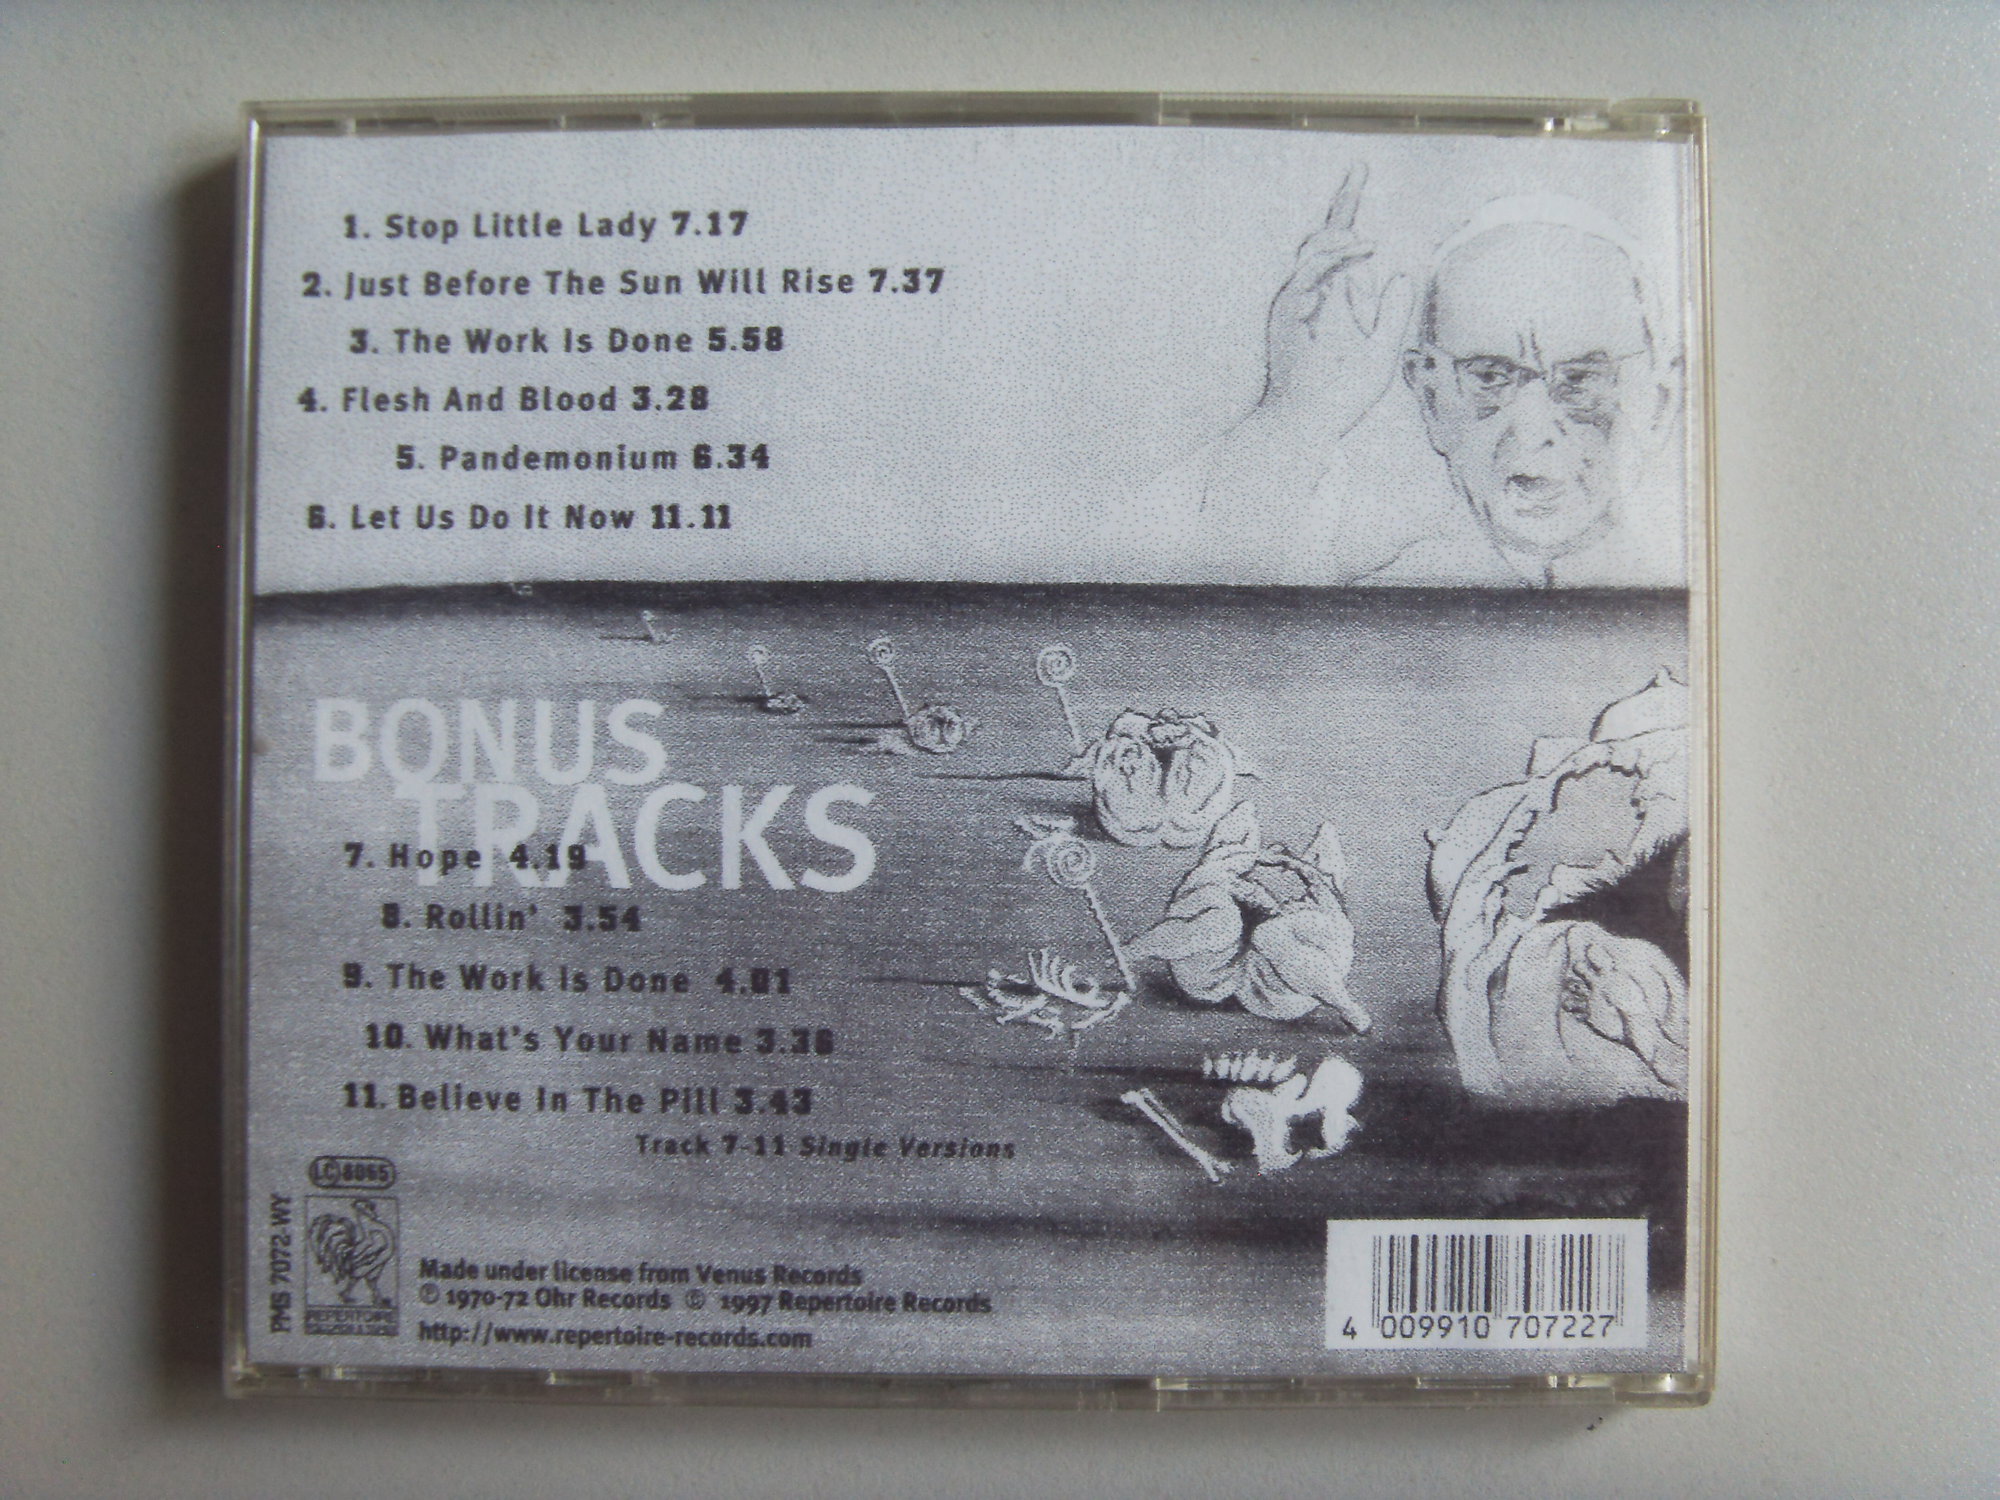 1. Stop Little Lady 7.17
2. Just Before The Sun Will Rise 7.37
3. The Work Is Done 5.58
4. Flesh And Blood 3.28
5. Pandemonium 6.34
6. Let Us Do It Now 11.11
BONUS
TRACKS
7. Hope 4.19
8. Rollin' 3.54
9. The Work Is Done 4.01
10. What's Your Name 3.36
11. Believe In The Pill 3.43
Track 7-11 Single Versions
LC 8065
PMS 7072-WY
REPERTOIRE
Made under license from Venus Records
℗ 1970-72 Ohr Records © 1997 Repertoire Records
http://www.repertoire-records.com
4 009910 707227